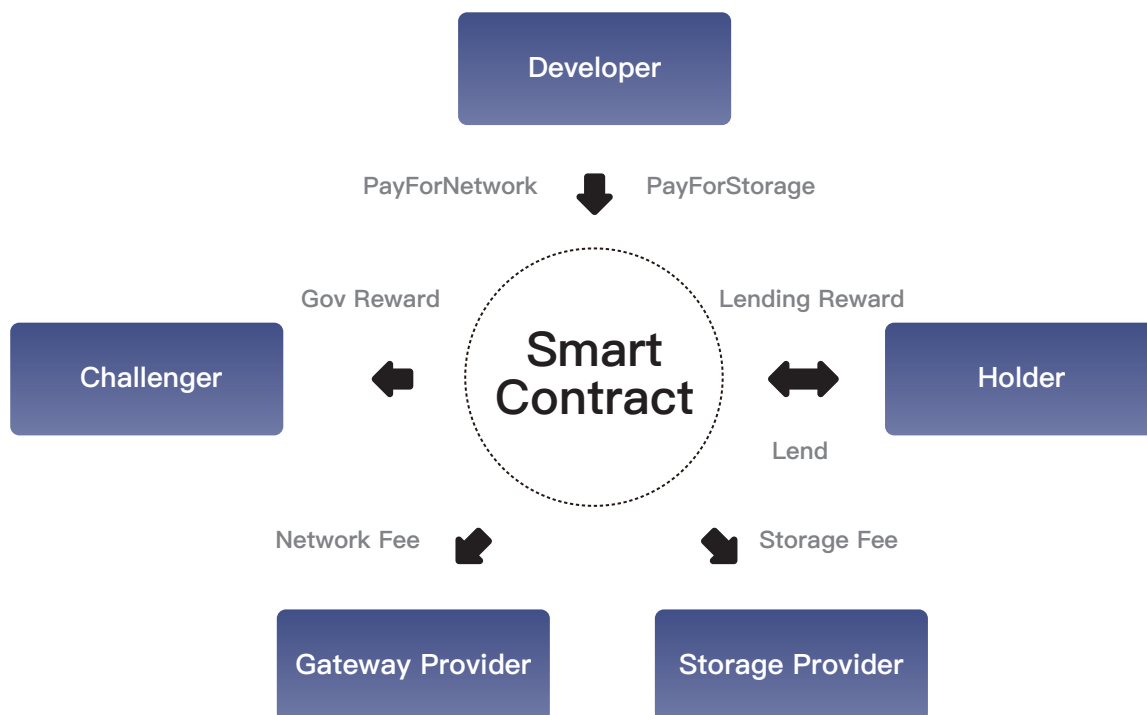 Developer
PayForNetwork
PayForStorage
Gov Reward
Lending Reward
Challenger
Smart
Contract
Holder
Lend
Network Fee
Storage Fee
Gateway Provider
Storage Provider